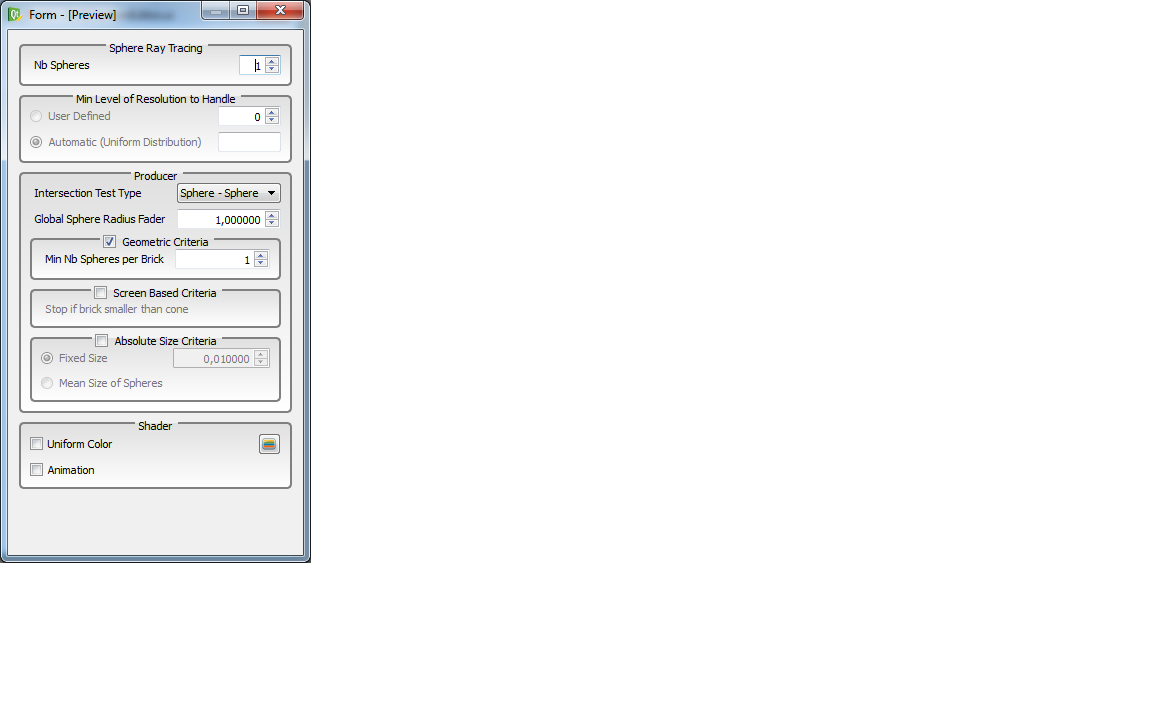 Form - [Preview]
Sphere Ray Tracing
Nb Spheres 1
Min Level of Resolution to Handle
User Defined 0
Automatic (Uniform Distribution)
Producer
Intersection Test Type Sphere - Sphere
Global Sphere Radius Fader 1,000000
Geometric Criteria
Min Nb Spheres per Brick 1
Screen Based Criteria
Stop if brick smaller than cone
Absolute Size Criteria
Fixed Size 0,010000
Mean Size of Spheres
Shader
Uniform Color
Animation